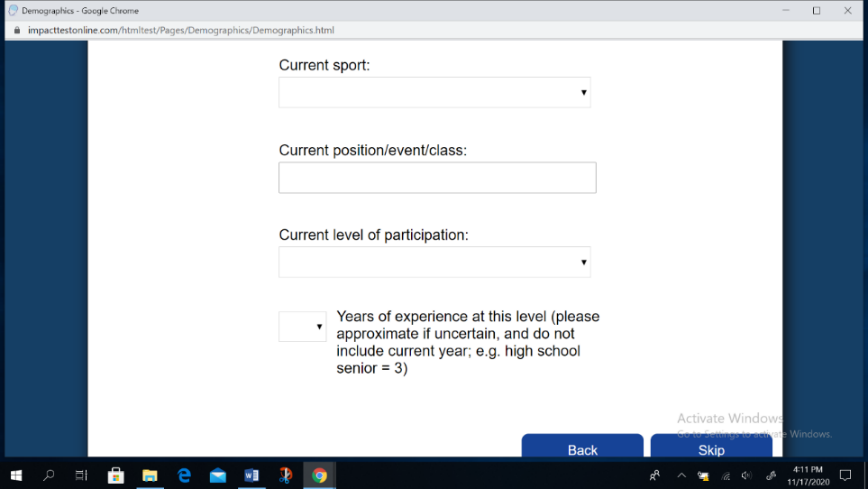 Demographics - Google Chrome
impacttestonline.com/htmltest/Pages/Demographics/Demographics.html
Current sport:
Current position/event/class:
Current level of participation:
Years of experience at this level (please
approximate if uncertain, and do not
include current year; e.g. high school
senior = 3)
Activate Windows
Go to Settings to activate Windows.
Back
Skip
4:11 PM
11/17/2020